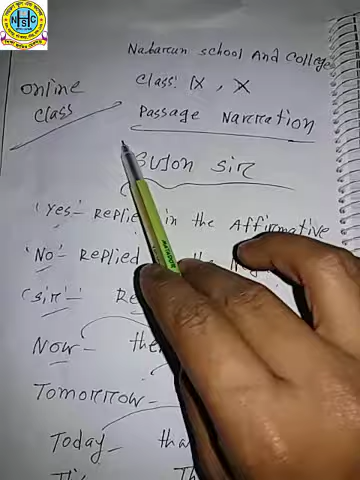 Nabarun school And College
Online
class
Class: IX, X
Passage Narration
Sujon sir
'Yes'- Replied in the Affirmative
'No'- Replied
'Sir'-
Now-
Tomorrow-
Today-